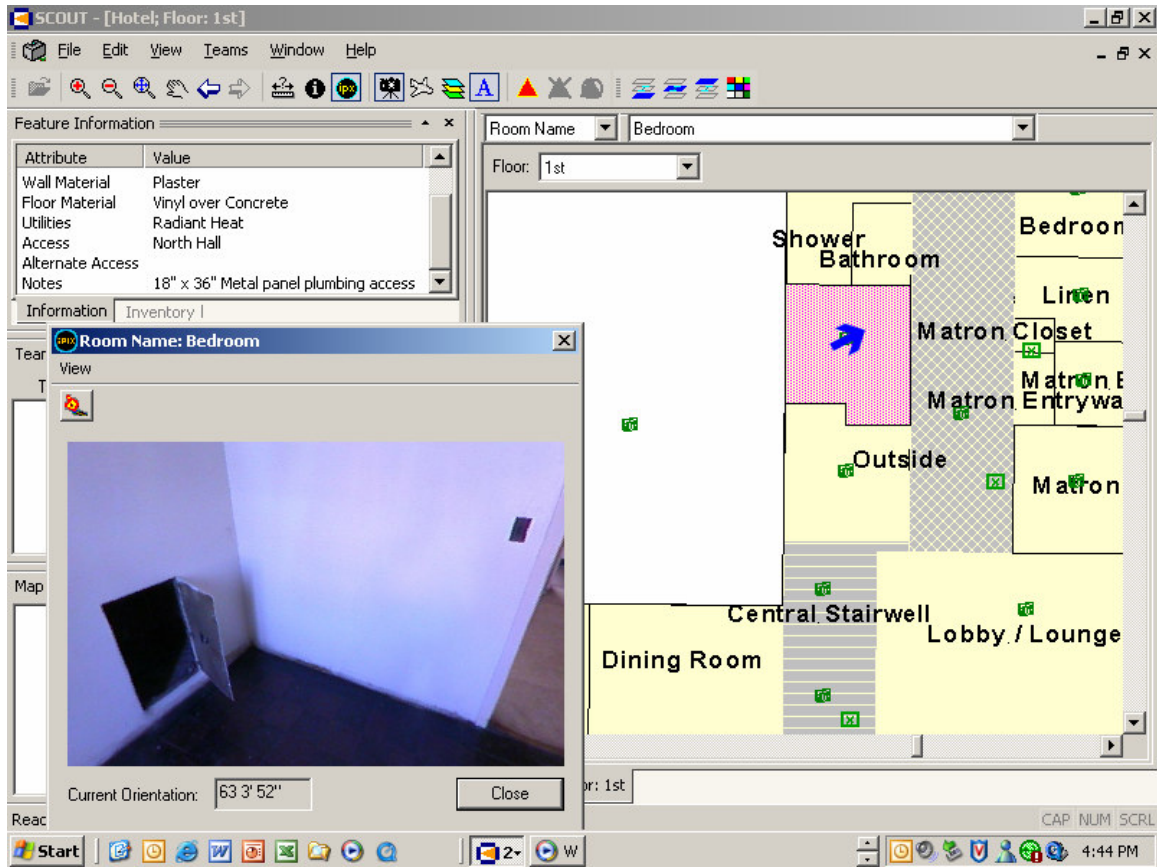 SCOUT - [Hotel; Floor: 1st]
File Edit View Teams Window Help
ipx
A
Feature Information
Attribute Value
Wall Material Plaster
Floor Material Vinyl over Concrete
Utilities Radiant Heat
Access North Hall
Alternate Access
Notes 18" x 36" Metal panel plumbing access
Information Inventory
Room Name Bedroom
Floor: 1st
Shower
Bathroom
Bedroom
Linen
Matron Closet
Matron E
Matron Entrywa
Outside
Matron
Central Stairwell
Lobby / Lounge
Dining Room
Room Name: Bedroom
View
Map
Current Orientation: 63 3' 52''
Close
or: 1st
Reac
CAP NUM SCRL
Start
2
W
4:44 PM